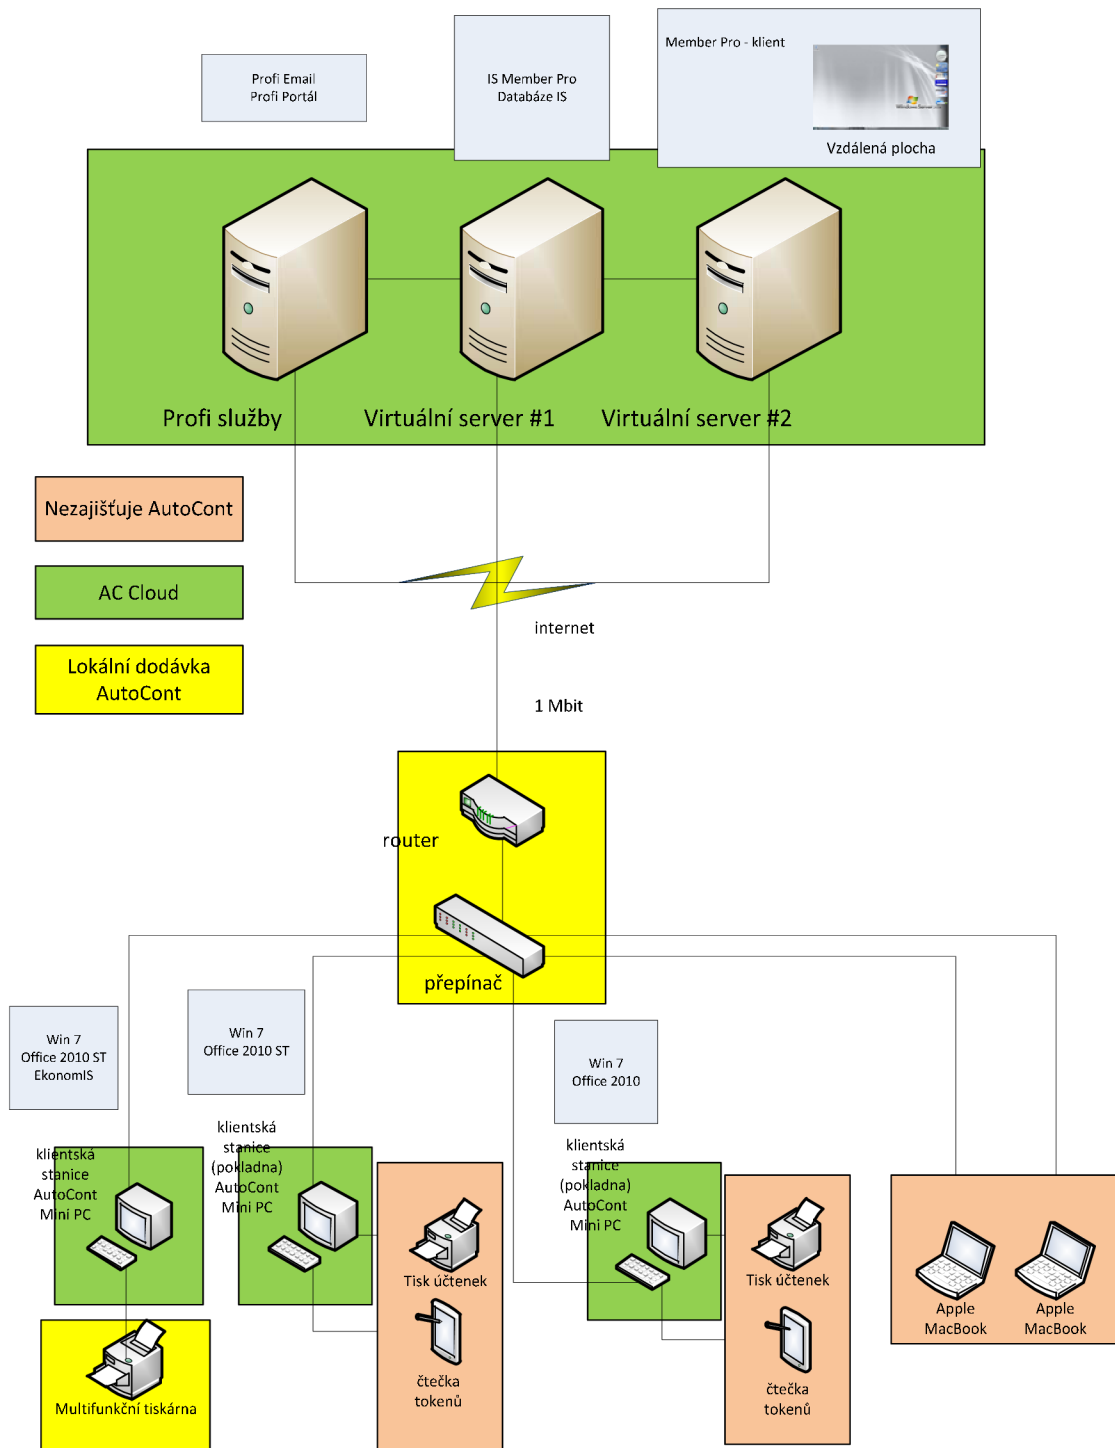 Profi Email
Profi Portál
IS Member Pro
Databáze IS
Member Pro - klient
Vzdálená plocha
Profi služby
Virtuální server #1
Virtuální server #2
Nezajišťuje AutoCont
AC Cloud
Lokální dodávka
AutoCont
internet
1 Mbit
router
přepínač
Win 7
Office 2010 ST
EkonomIS
Win 7
Office 2010 ST
Win 7
Office 2010
klientská
stanice
AutoCont
Mini PC
klientská
stanice
(pokladna)
AutoCont
Mini PC
klientská
stanice
(pokladna)
AutoCont
Mini PC
Tisk účtenek
čtečka
tokenů
Tisk účtenek
čtečka
tokenů
Apple
MacBook
Apple
MacBook
Multifunkční tiskárna